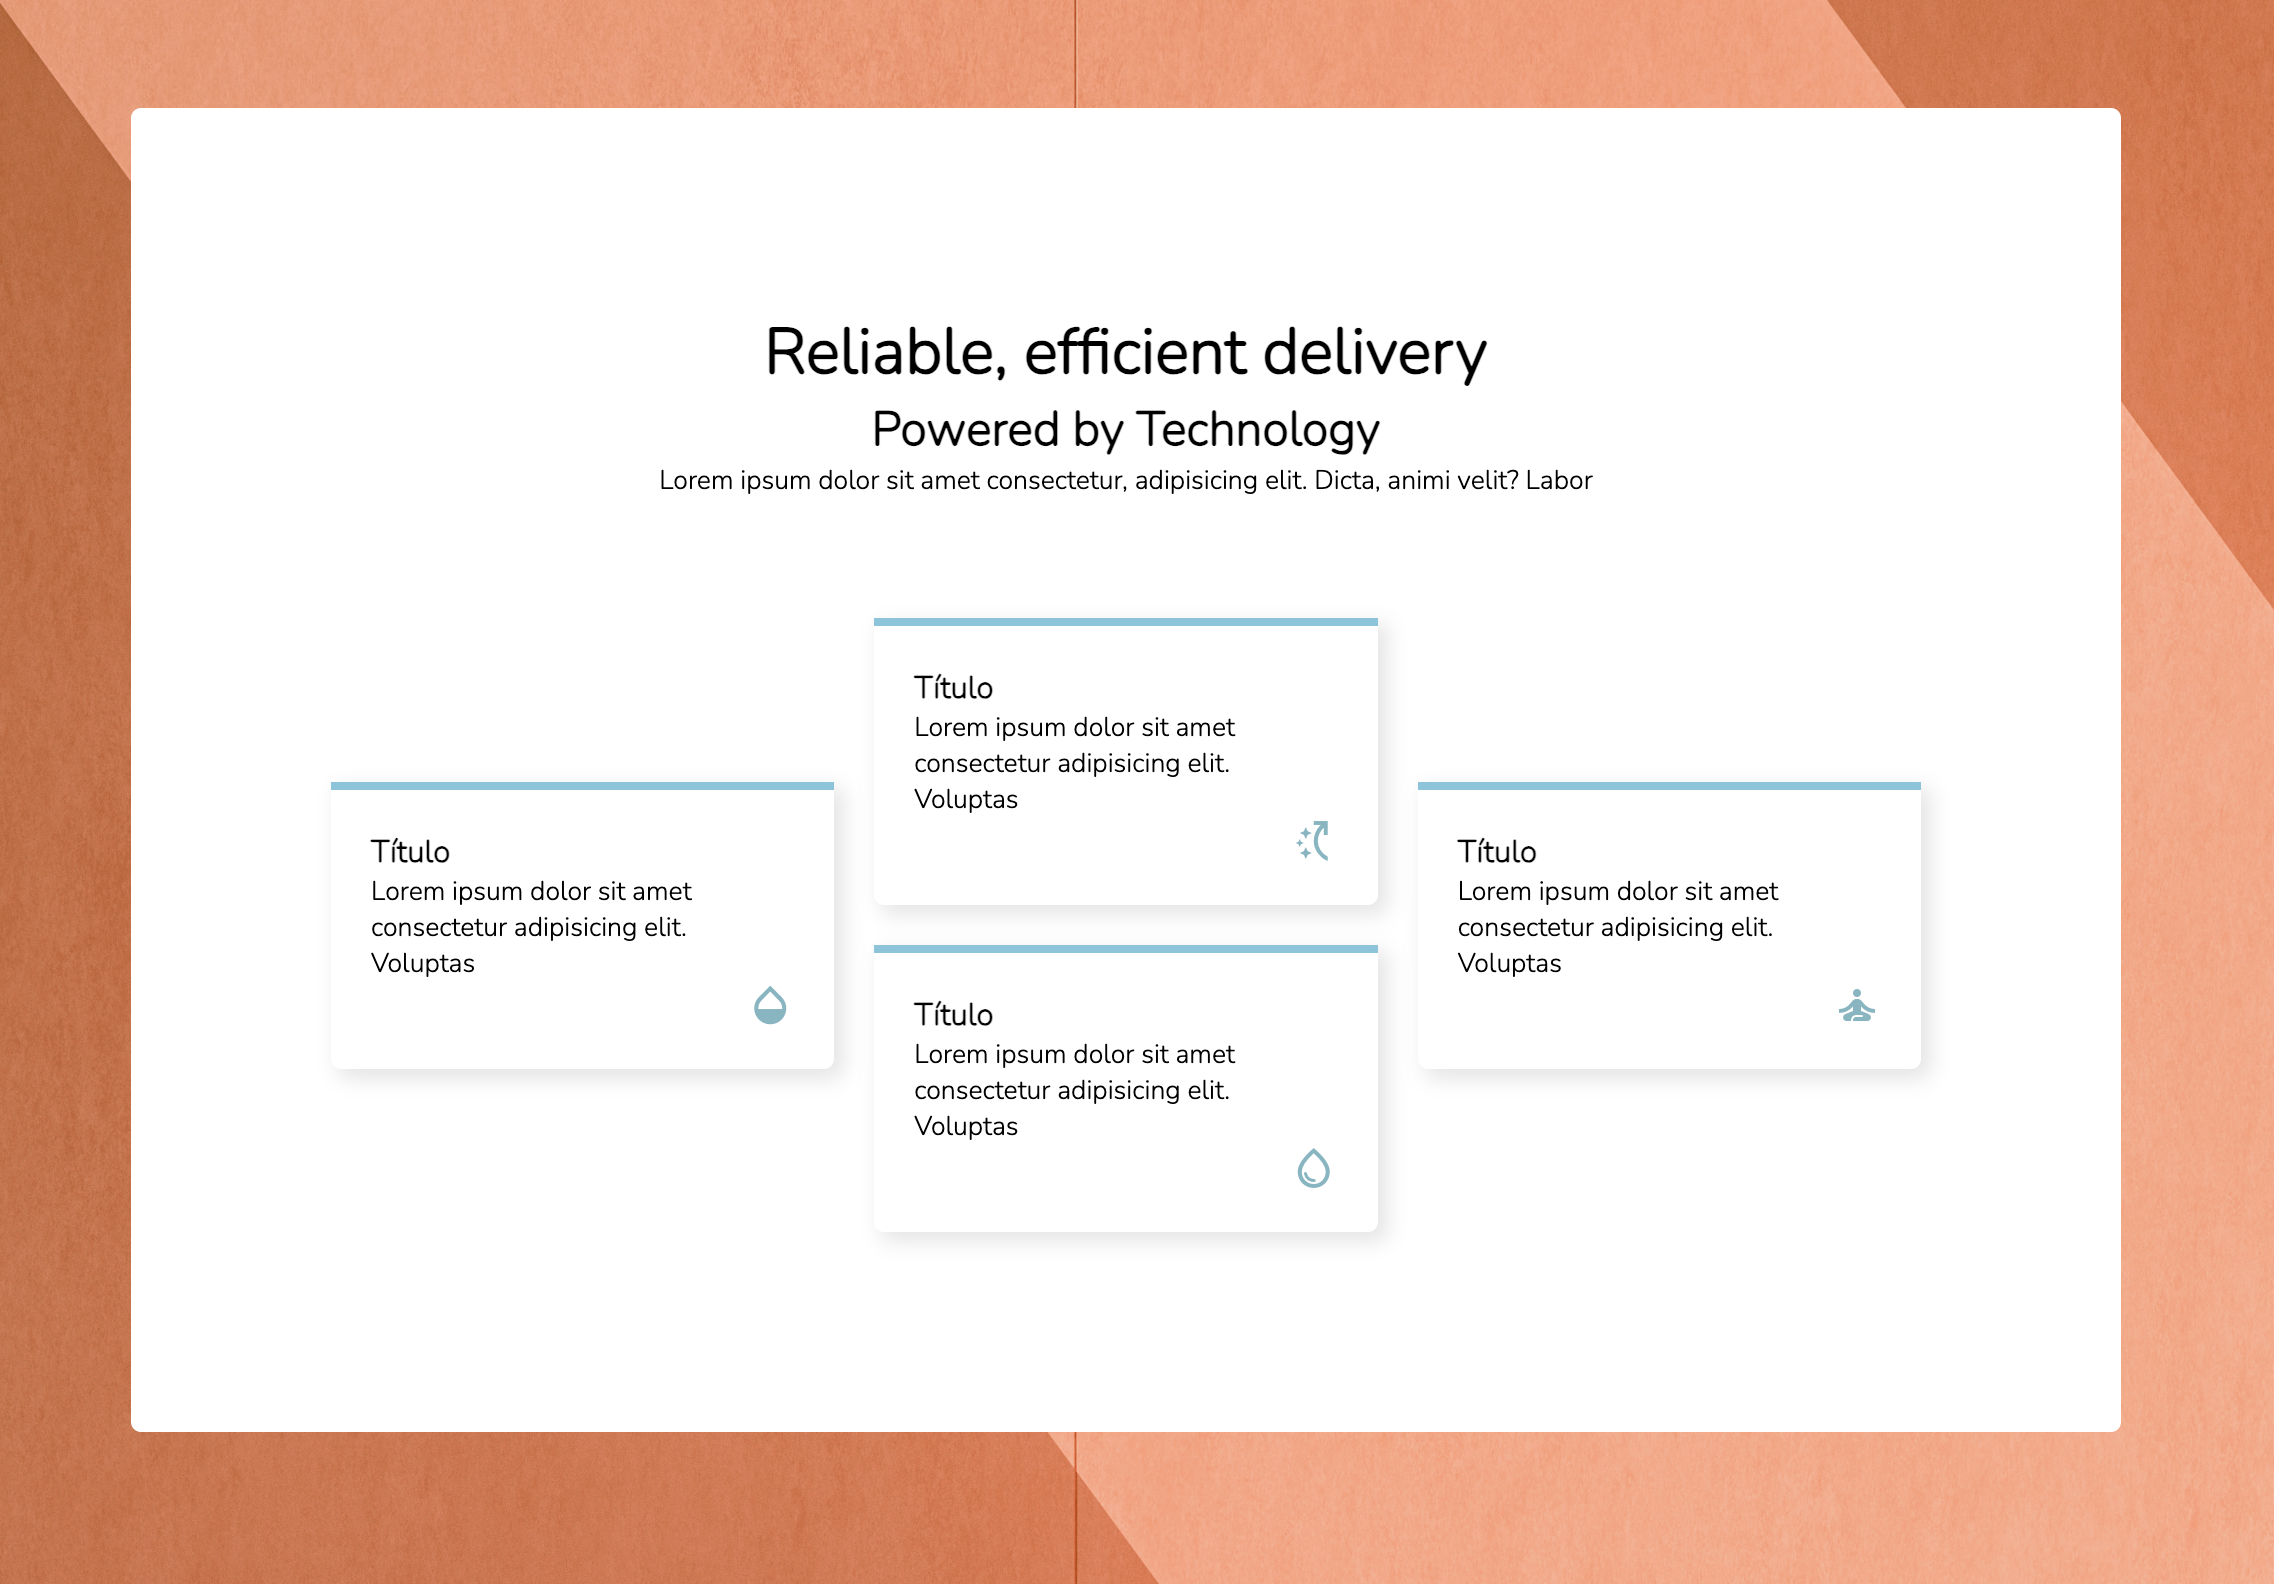 Reliable, efficient delivery
Powered by Technology
Lorem ipsum dolor sit amet consectetur, adipisicing elit. Dicta, animi velit? Labor
Título
Lorem ipsum dolor sit amet
consectetur adipisicing elit.
Voluptas
Título
Lorem ipsum dolor sit amet
consectetur adipisicing elit.
Voluptas
Título
Lorem ipsum dolor sit amet
consectetur adipisicing elit.
Voluptas
Título
Lorem ipsum dolor sit amet
consectetur adipisicing elit.
Voluptas